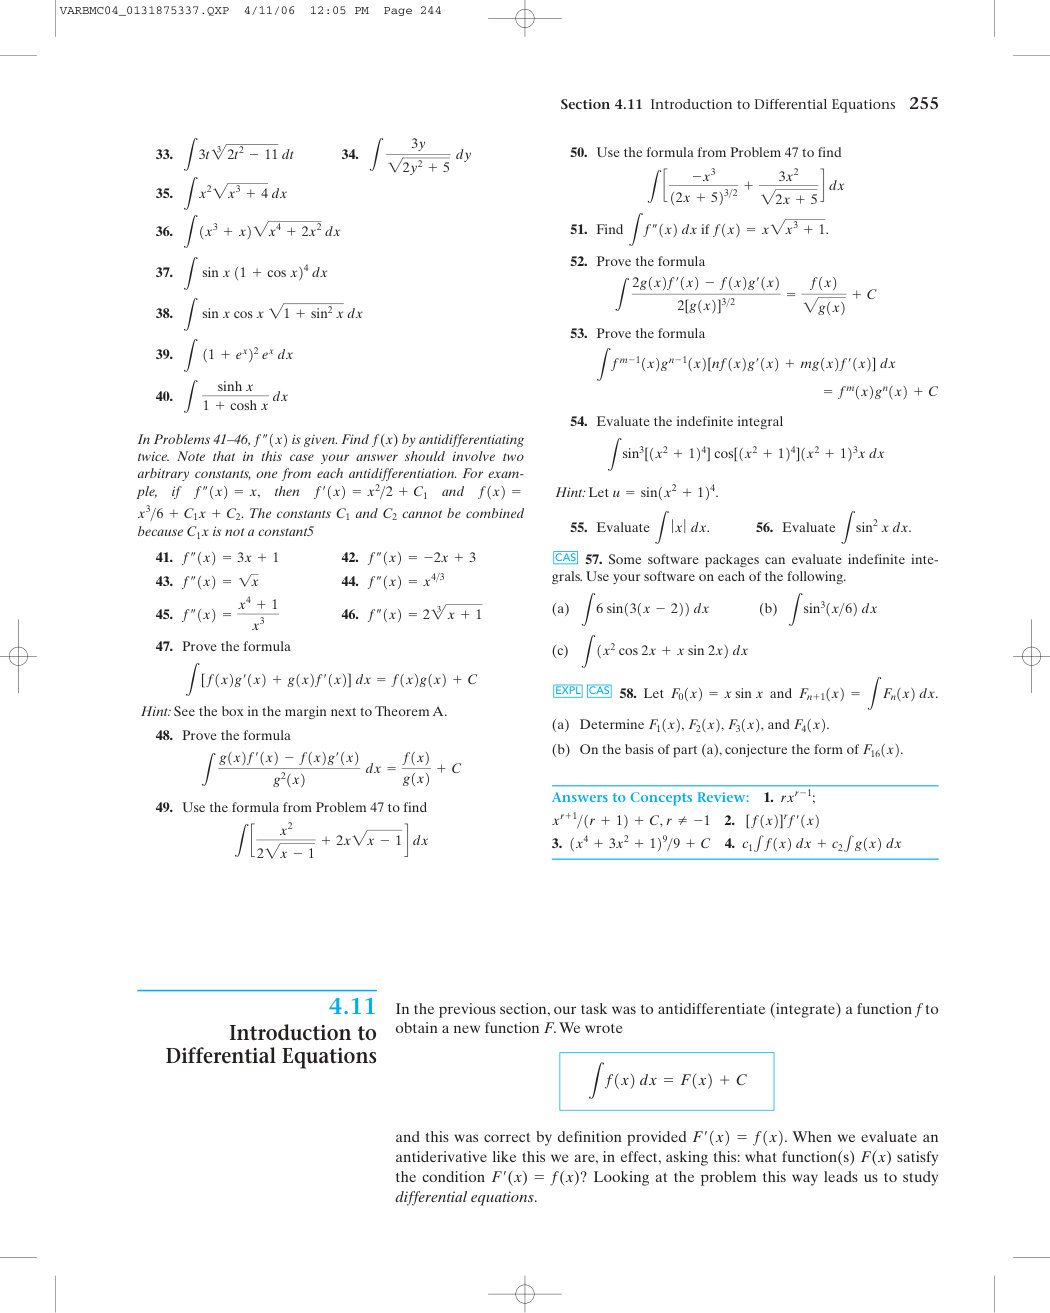 VARBMC04_0131875337.QXP 4/11/06 12:05 PM Page 244
Section 4.11 Introduction to Differential Equations 255
33. ∫ 3t ∛(2t² − 11) dt 34. ∫ 3y/√(2y² + 5) dy
35. ∫ x²√(x³ + 4) dx
36. ∫ (x³ + x)√(x⁴ + 2x²) dx
37. ∫ sin x (1 + cos x)⁴ dx
38. ∫ sin x cos x √(1 + sin² x) dx
39. ∫ (1 + eˣ)² eˣ dx
40. ∫ sinh x/(1 + cosh x) dx
In Problems 41–46, f″(x) is given. Find f(x) by antidifferentiating
twice. Note that in this case your answer should involve two
arbitrary constants, one from each antidifferentiation. For exam-
ple, if f″(x) = x, then f′(x) = x²/2 + C₁ and f(x) =
x³/6 + C₁x + C₂. The constants C₁ and C₂ cannot be combined
because C₁x is not a constant5
41. f″(x) = 3x + 1 42. f″(x) = −2x + 3
43. f″(x) = √x 44. f″(x) = x^(4/3)
45. f″(x) = (x⁴ + 1)/x³ 46. f″(x) = 2∛(x + 1)
47. Prove the formula
∫ [f(x)g′(x) + g(x)f′(x)] dx = f(x)g(x) + C
Hint: See the box in the margin next to Theorem A.
48. Prove the formula
∫ (g(x)f′(x) − f(x)g′(x))/g²(x) dx = f(x)/g(x) + C
49. Use the formula from Problem 47 to find
∫ [x²/(2√(x − 1)) + 2x√(x − 1)] dx
50. Use the formula from Problem 47 to find
∫ [−x³/(2x + 5)^(3/2) + 3x²/√(2x + 5)] dx
51. Find ∫ f″(x) dx if f(x) = x√(x³ + 1).
52. Prove the formula
∫ (2g(x)f′(x) − f(x)g′(x))/(2[g(x)]^(3/2)) = f(x)/√g(x) + C
53. Prove the formula
∫ fᵐ⁻¹(x)gⁿ⁻¹(x)[nf(x)g′(x) + mg(x)f′(x)] dx
= fᵐ(x)gⁿ(x) + C
54. Evaluate the indefinite integral
∫ sin³[(x² + 1)⁴] cos[(x² + 1)⁴](x² + 1)³x dx
Hint: Let u = sin(x² + 1)⁴.
55. Evaluate ∫ |x| dx. 56. Evaluate ∫ sin² x dx.
CAS 57. Some software packages can evaluate indefinite inte-
grals. Use your software on each of the following.
(a) ∫ 6 sin(3(x − 2)) dx (b) ∫ sin³(x/6) dx
(c) ∫ (x² cos 2x + x sin 2x) dx
EXPL CAS 58. Let F₀(x) = x sin x and Fₙ₊₁(x) = ∫ Fₙ(x) dx.
(a) Determine F₁(x), F₂(x), F₃(x), and F₄(x).
(b) On the basis of part (a), conjecture the form of F₁₆(x).
Answers to Concepts Review: 1. rxʳ⁻¹;
xʳ⁺¹/(r + 1) + C, r ≠ −1 2. [f(x)]ʳf′(x)
3. (x⁴ + 3x² + 1)⁹/9 + C 4. c₁∫f(x) dx + c₂∫g(x) dx
4.11
Introduction to
Differential Equations
In the previous section, our task was to antidifferentiate (integrate) a function f to
obtain a new function F. We wrote
∫ f(x) dx = F(x) + C
and this was correct by definition provided F′(x) = f(x). When we evaluate an
antiderivative like this we are, in effect, asking this: what function(s) F(x) satisfy
the condition F′(x) = f(x)? Looking at the problem this way leads us to study
differential equations.